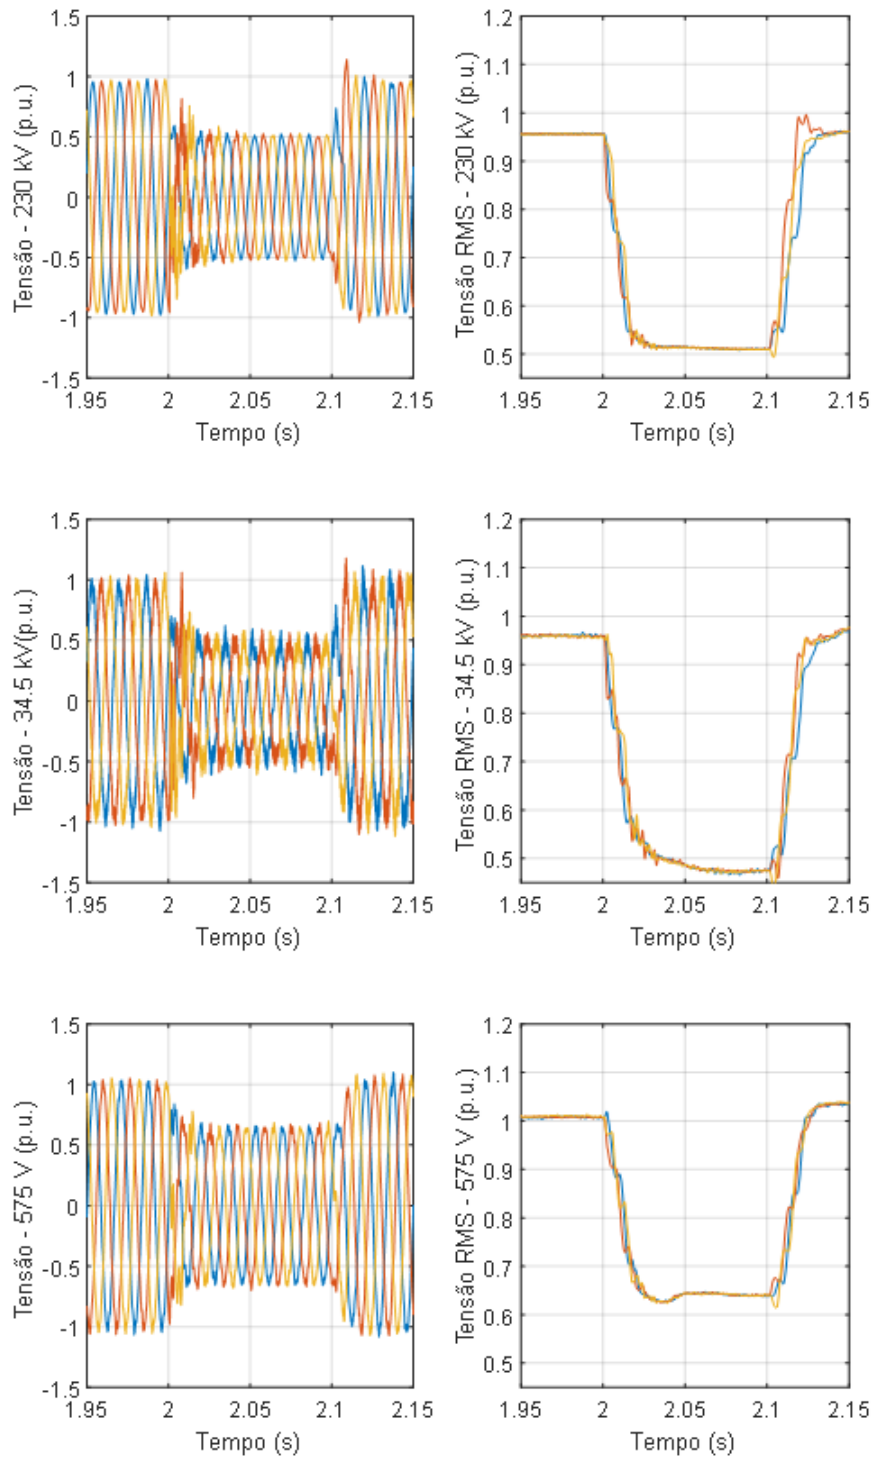 Tensão - 230 kV (p.u.)
1.5
1
0.5
0
-0.5
-1
-1.5
1.95 2 2.05 2.1 2.15
Tempo (s)
Tensão RMS - 230 kV (p.u.)
1.2
1.1
1
0.9
0.8
0.7
0.6
0.5
1.95 2 2.05 2.1 2.15
Tempo (s)
Tensão - 34.5 kV(p.u.)
1.5
1
0.5
0
-0.5
-1
-1.5
1.95 2 2.05 2.1 2.15
Tempo (s)
Tensão RMS - 34.5 kV (p.u.)
1.2
1.1
1
0.9
0.8
0.7
0.6
0.5
1.95 2 2.05 2.1 2.15
Tempo (s)
Tensão - 575 V (p.u.)
1.5
1
0.5
0
-0.5
-1
-1.5
1.95 2 2.05 2.1 2.15
Tempo (s)
Tensão RMS - 575 V (p.u.)
1.2
1.1
1
0.9
0.8
0.7
0.6
0.5
1.95 2 2.05 2.1 2.15
Tempo (s)